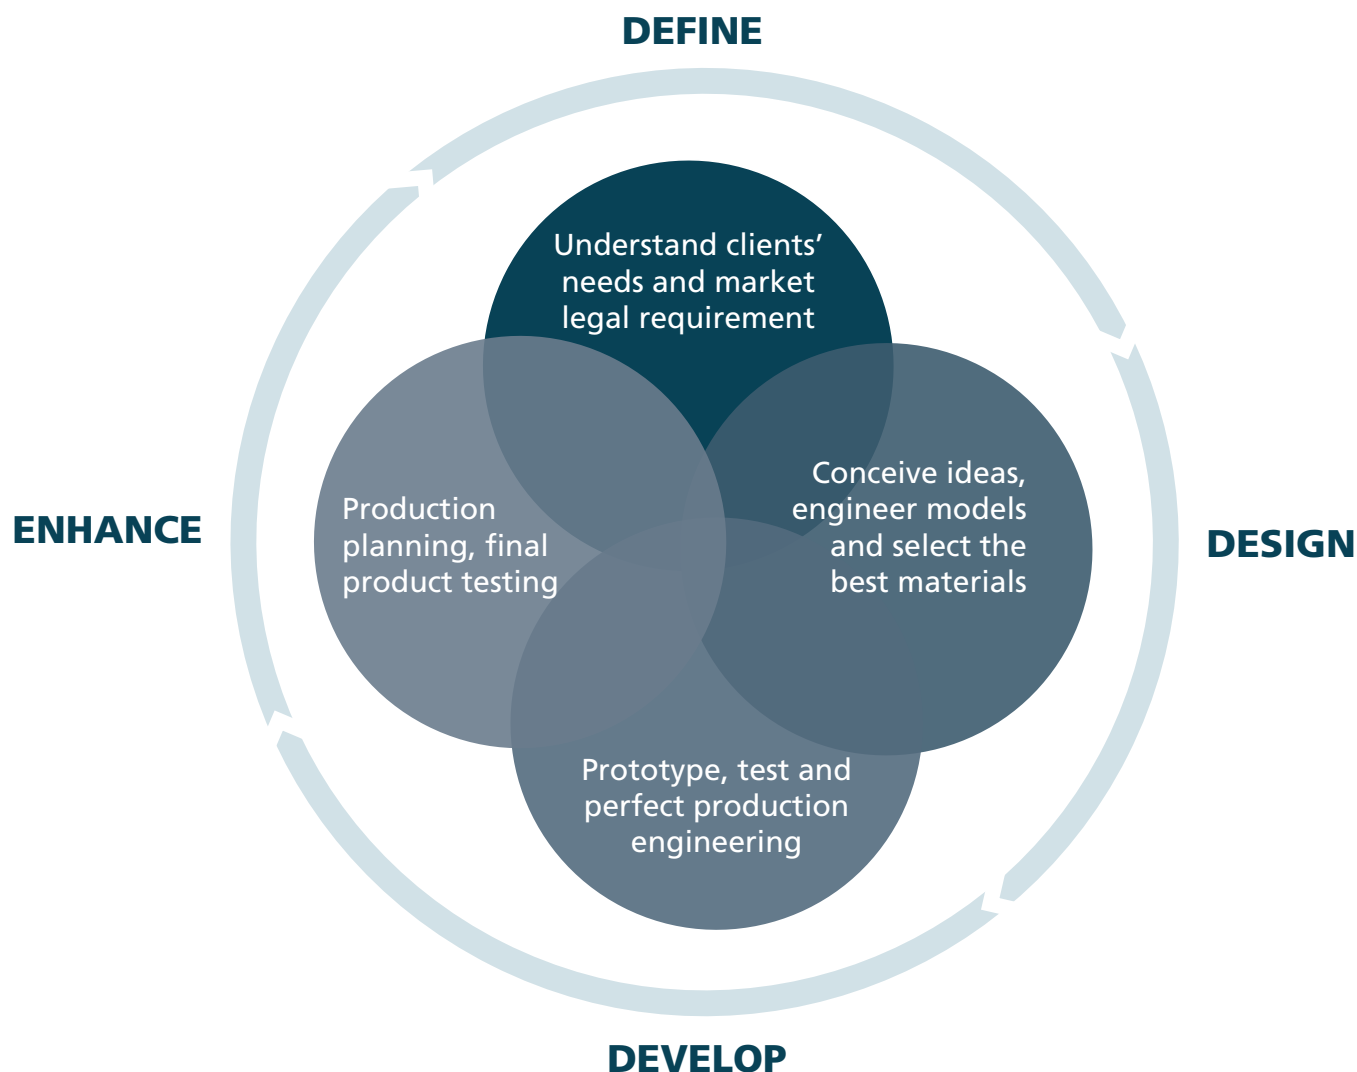 DEFINE
Understand clients’
needs and market
legal requirement
Conceive ideas,
engineer models
and select the
best materials
DESIGN
Prototype, test and
perfect production
engineering
DEVELOP
Production
planning, final
product testing
ENHANCE